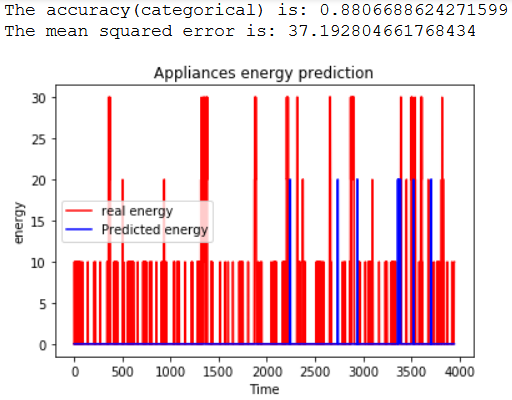 The accuracy(categorical) is: 0.8806688624271599
The mean squared error is: 37.192804661768434
Appliances energy prediction
30
25
20
15
10
5
0
energy
real energy
Predicted energy
0 500 1000 1500 2000 2500 3000 3500 4000
Time